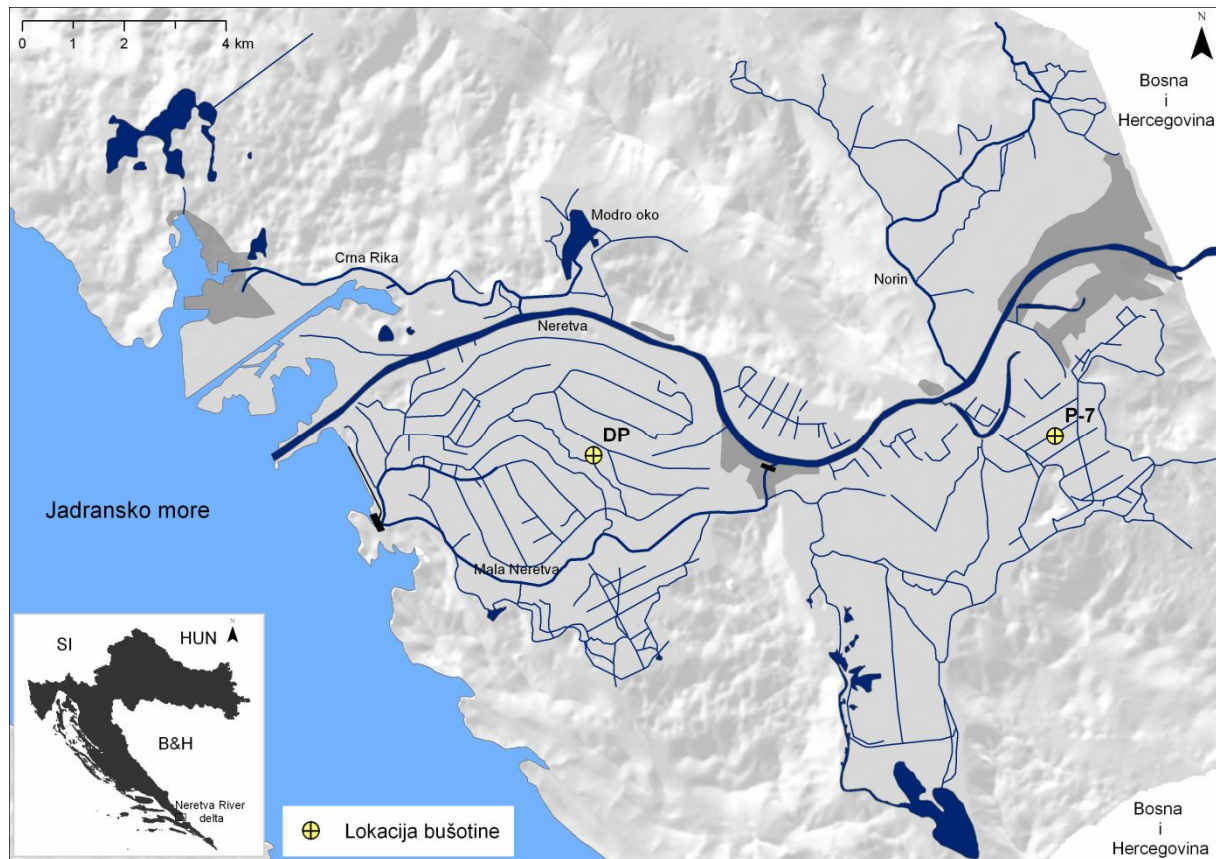 0 1 2 4 km
N
Bosna
i
Hercegovina
Modro oko
Crna Rika
Norin
Neretva
P-7
DP
Jadransko more
Mala Neretva
N
SI
HUN
B&H
Neretva River
delta
Lokacija bušotine
Bosna
i
Hercegovina